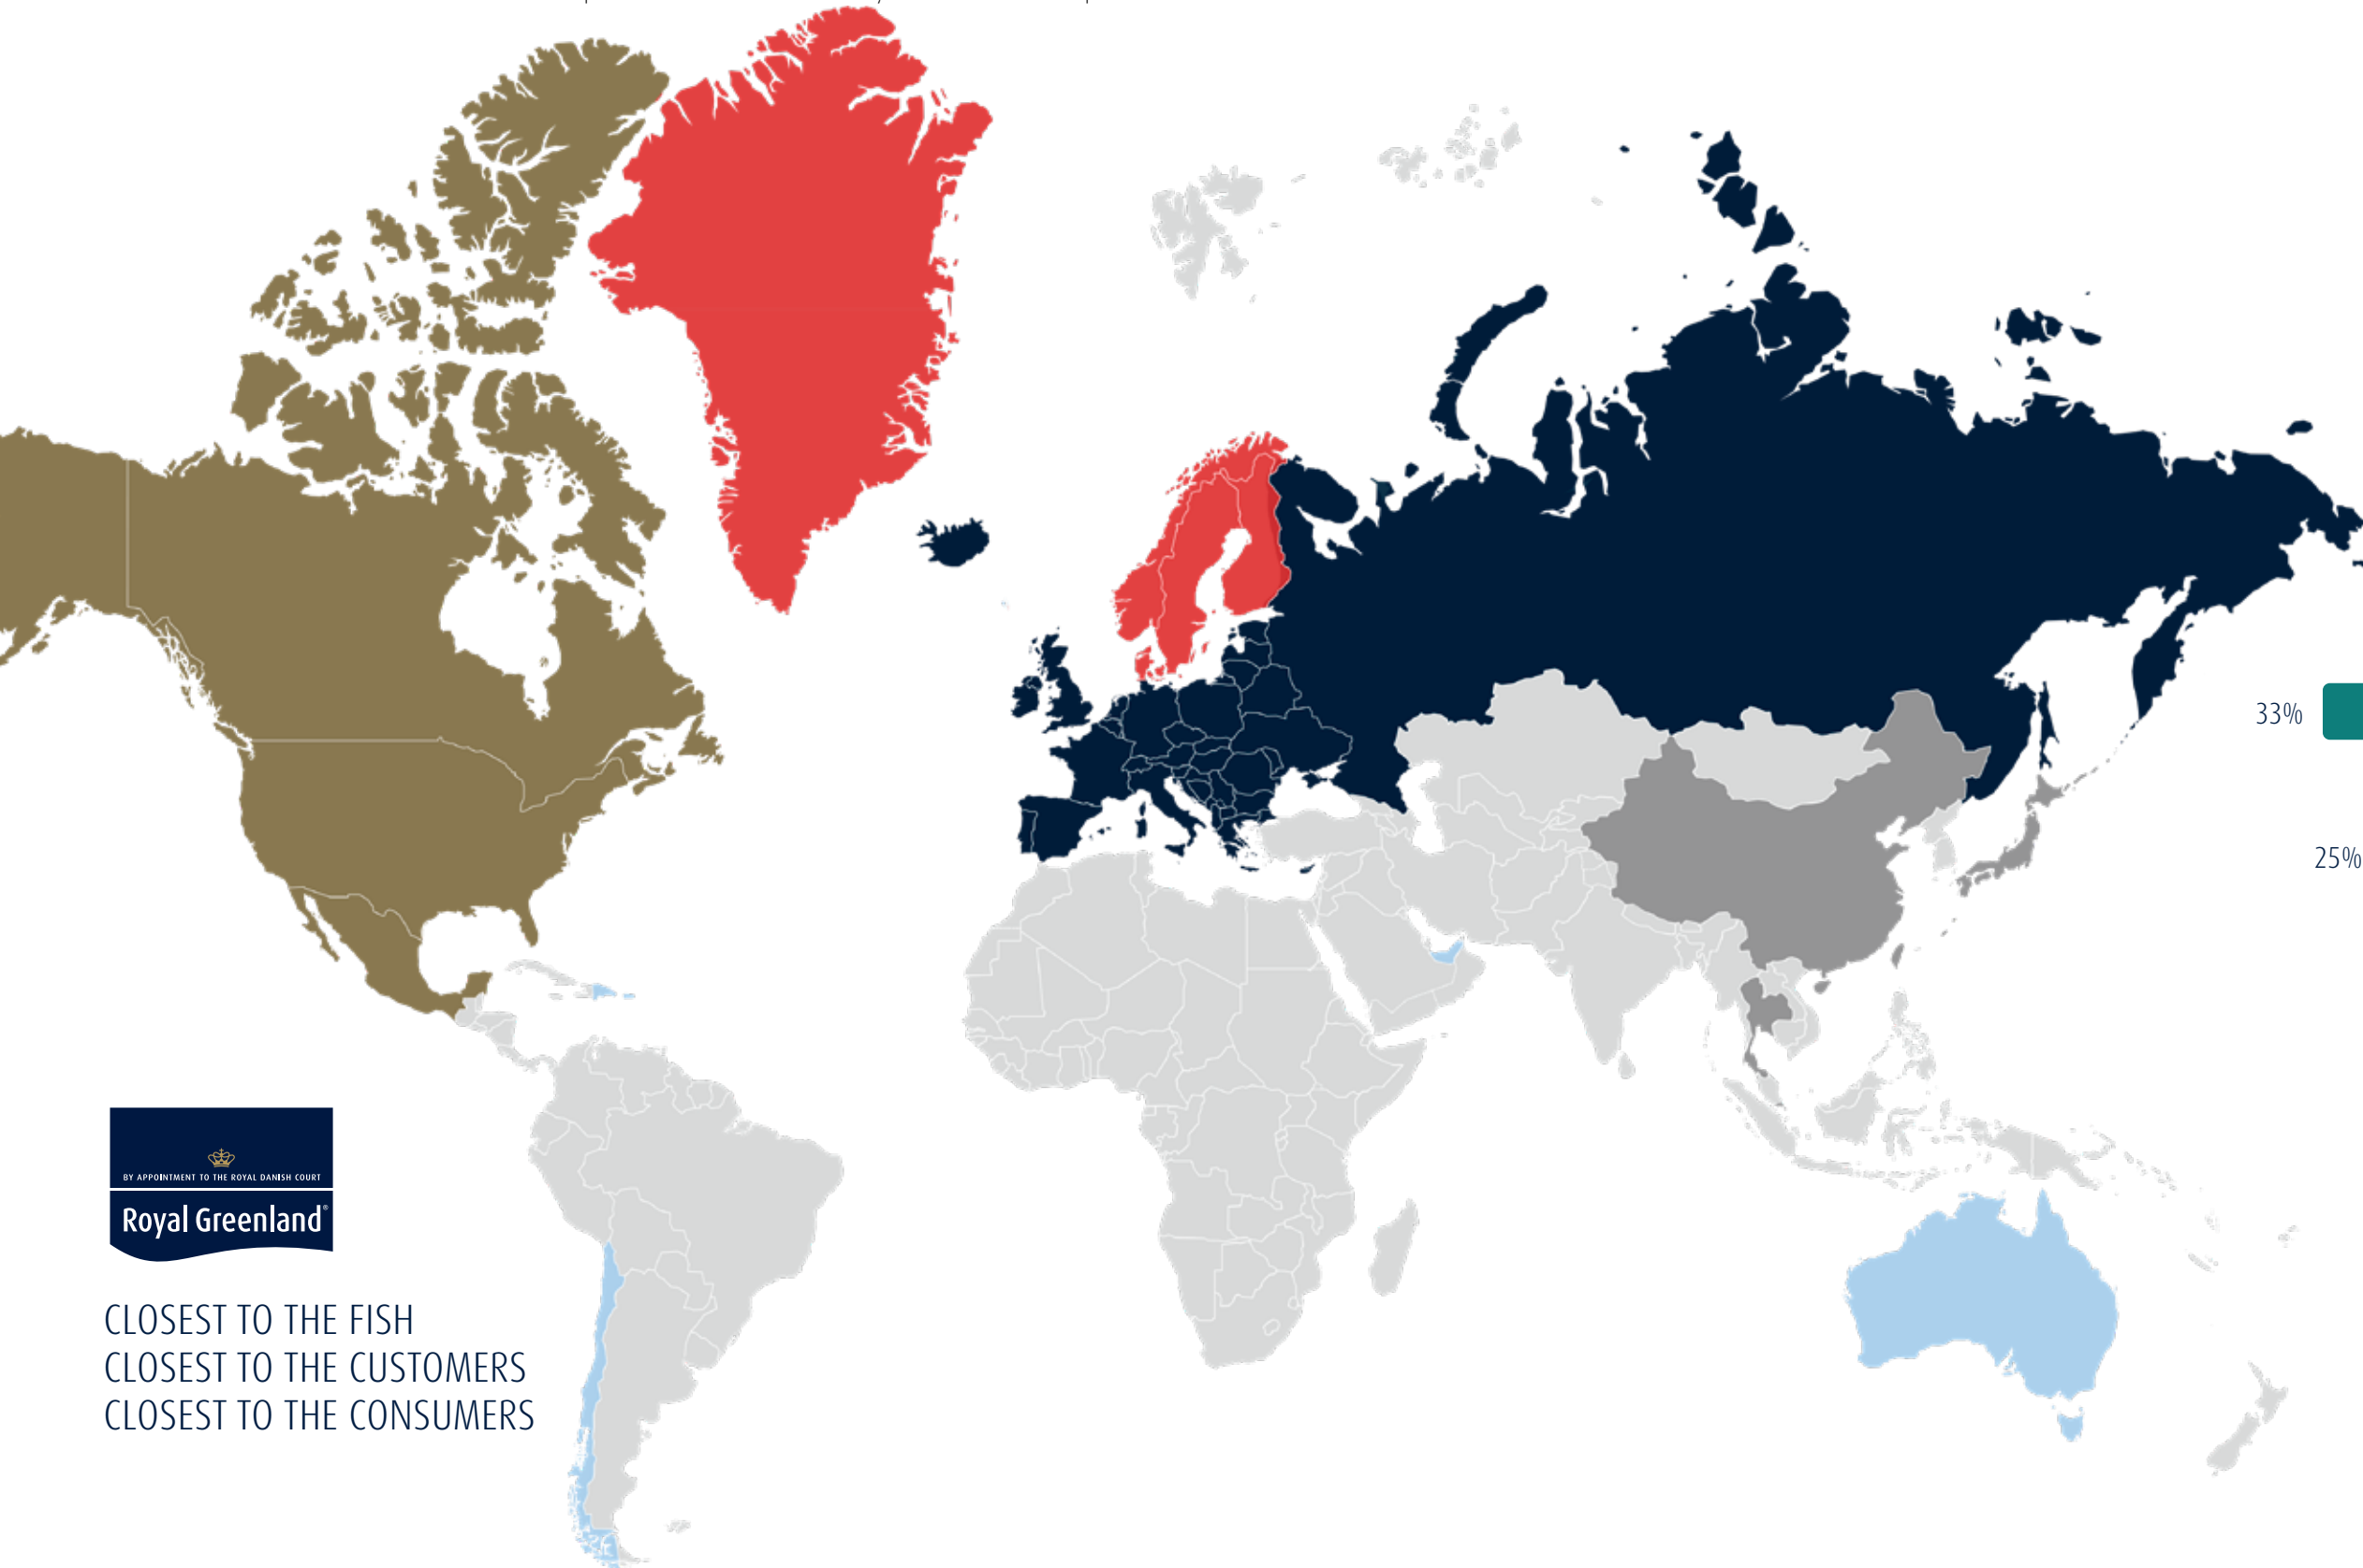 33%
25%
BY APPOINTMENT TO THE ROYAL DANISH COURT
Royal Greenland®
CLOSEST TO THE FISH
CLOSEST TO THE CUSTOMERS
CLOSEST TO THE CONSUMERS